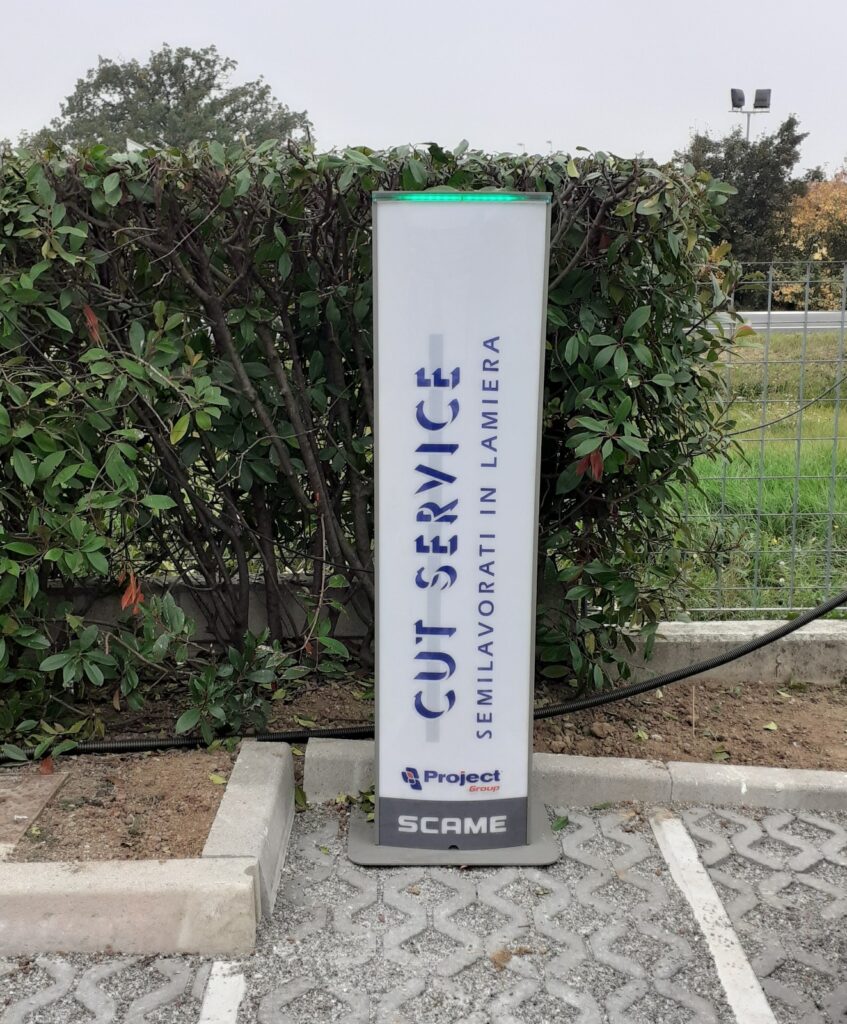 CUT SERVICE
SEMILAVORATI IN LAMIERA
Project
Group
SCAME